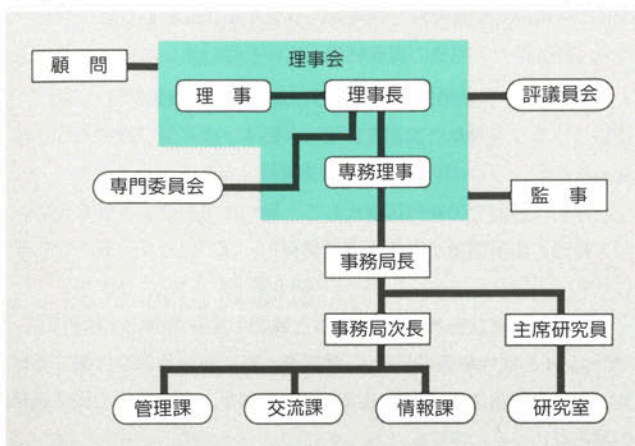 顧 問
理事会
理 事
理事長
評議員会
専門委員会
専務理事
監 事
事務局長
事務局次長
主席研究員
管理課
交流課
情報課
研究室